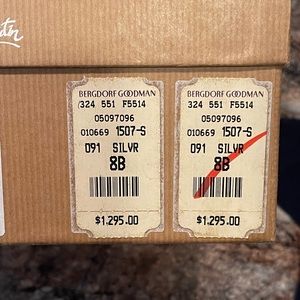 BERGDORF GOODMAN
324 551 F5514
05097096
010669 1507-S
091 SILVR
8B
$1,295.00
BERGDORF GOODMAN
324 551 F5514
05097096
010669 1507-S
091 SILVR
8B
$1,295.00